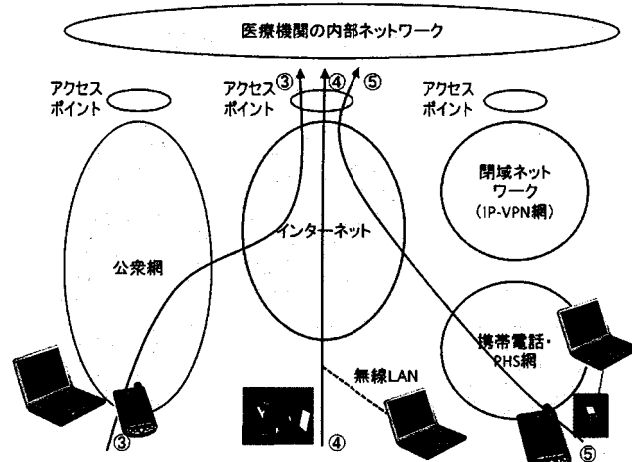 医療機関の内部ネットワーク
③ ④ ⑤
アクセス
ポイント
アクセス
ポイント
アクセス
ポイント
閉域ネット
ワーク
(IP-VPN網)
インターネット
公衆網
携帯電話・
PHS網
無線LAN
③
④
⑤